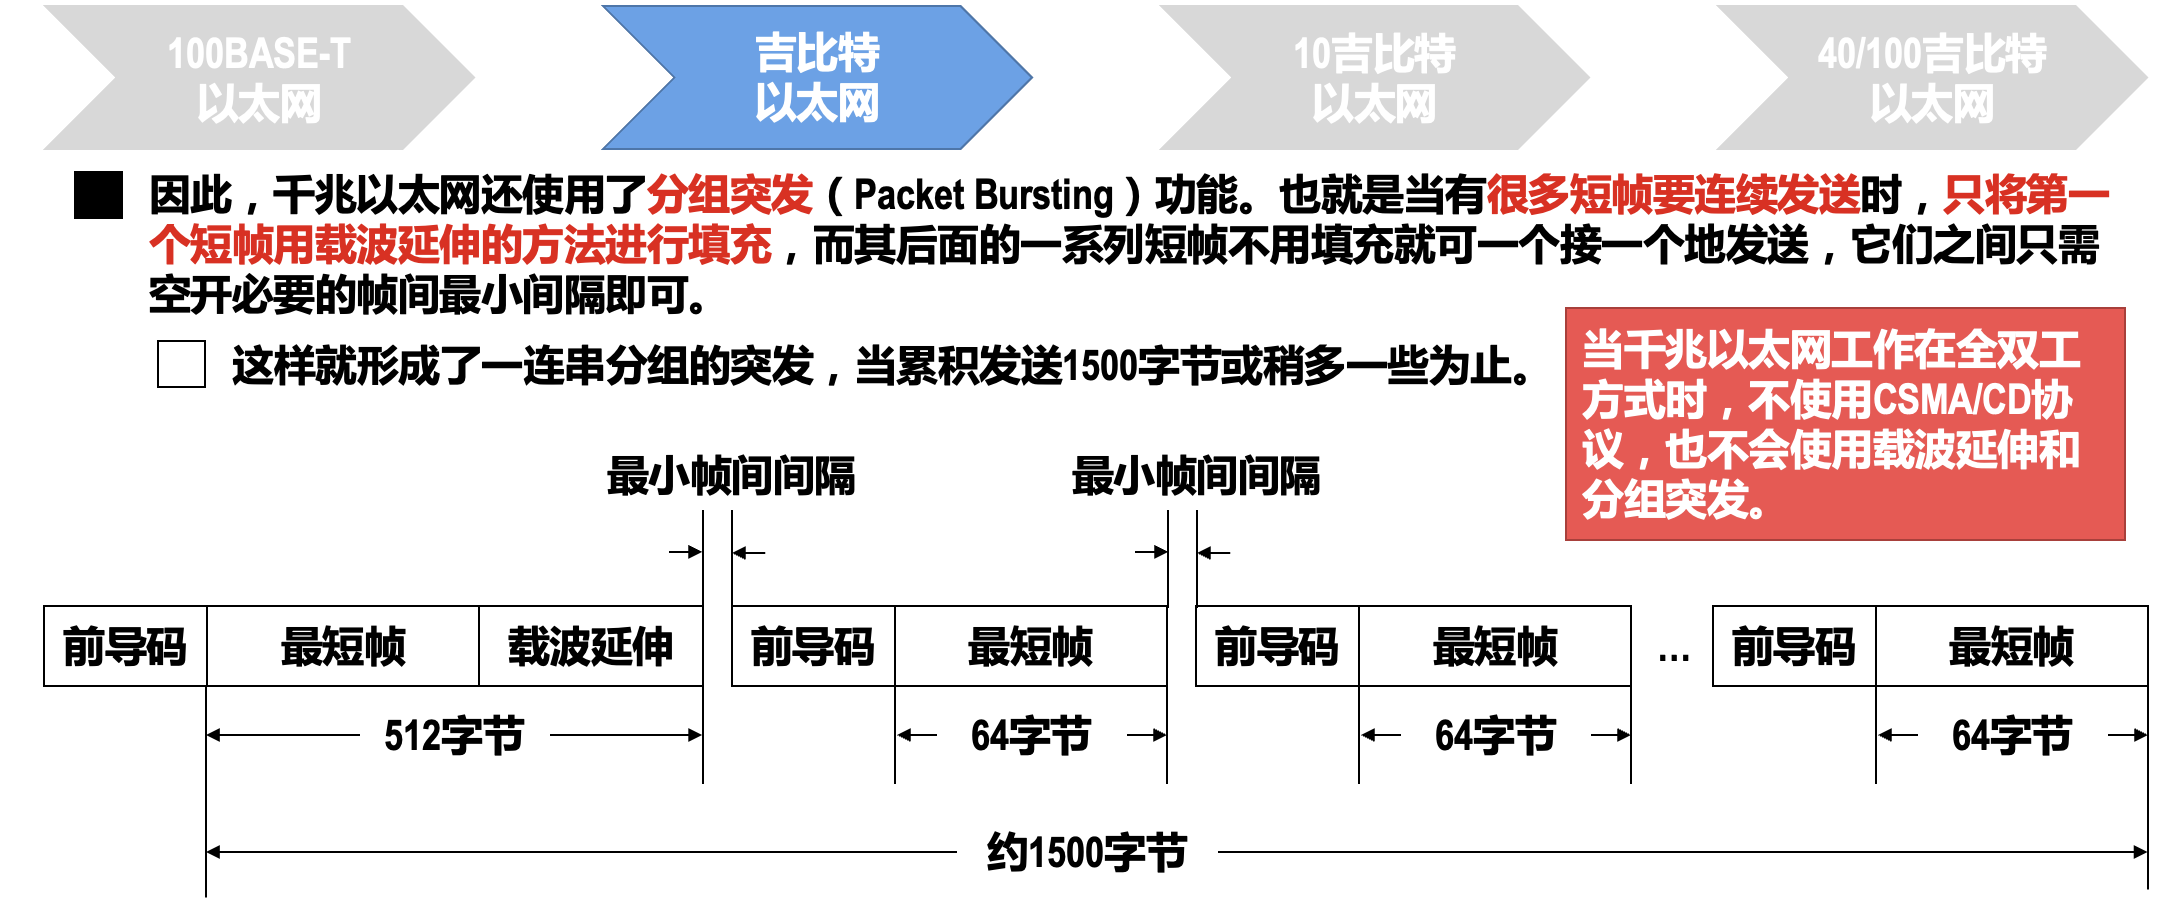 100BASE-T
以太网
吉比特
以太网
10吉比特
以太网
40/100吉比特
以太网
因此，千兆以太网还使用了分组突发（Packet Bursting）功能。也就是当有很多短帧要连续发送时，只将第一
个短帧用载波延伸的方法进行填充，而其后面的一系列短帧不用填充就可一个接一个地发送，它们之间只需
空开必要的帧间最小间隔即可。
这样就形成了一连串分组的突发，当累积发送1500字节或稍多一些为止。
当千兆以太网工作在全双工
方式时，不使用CSMA/CD协
议，也不会使用载波延伸和
分组突发。
最小帧间间隔
最小帧间间隔
前导码
最短帧
载波延伸
前导码
最短帧
前导码
最短帧
...
前导码
最短帧
512字节
64字节
64字节
64字节
约1500字节